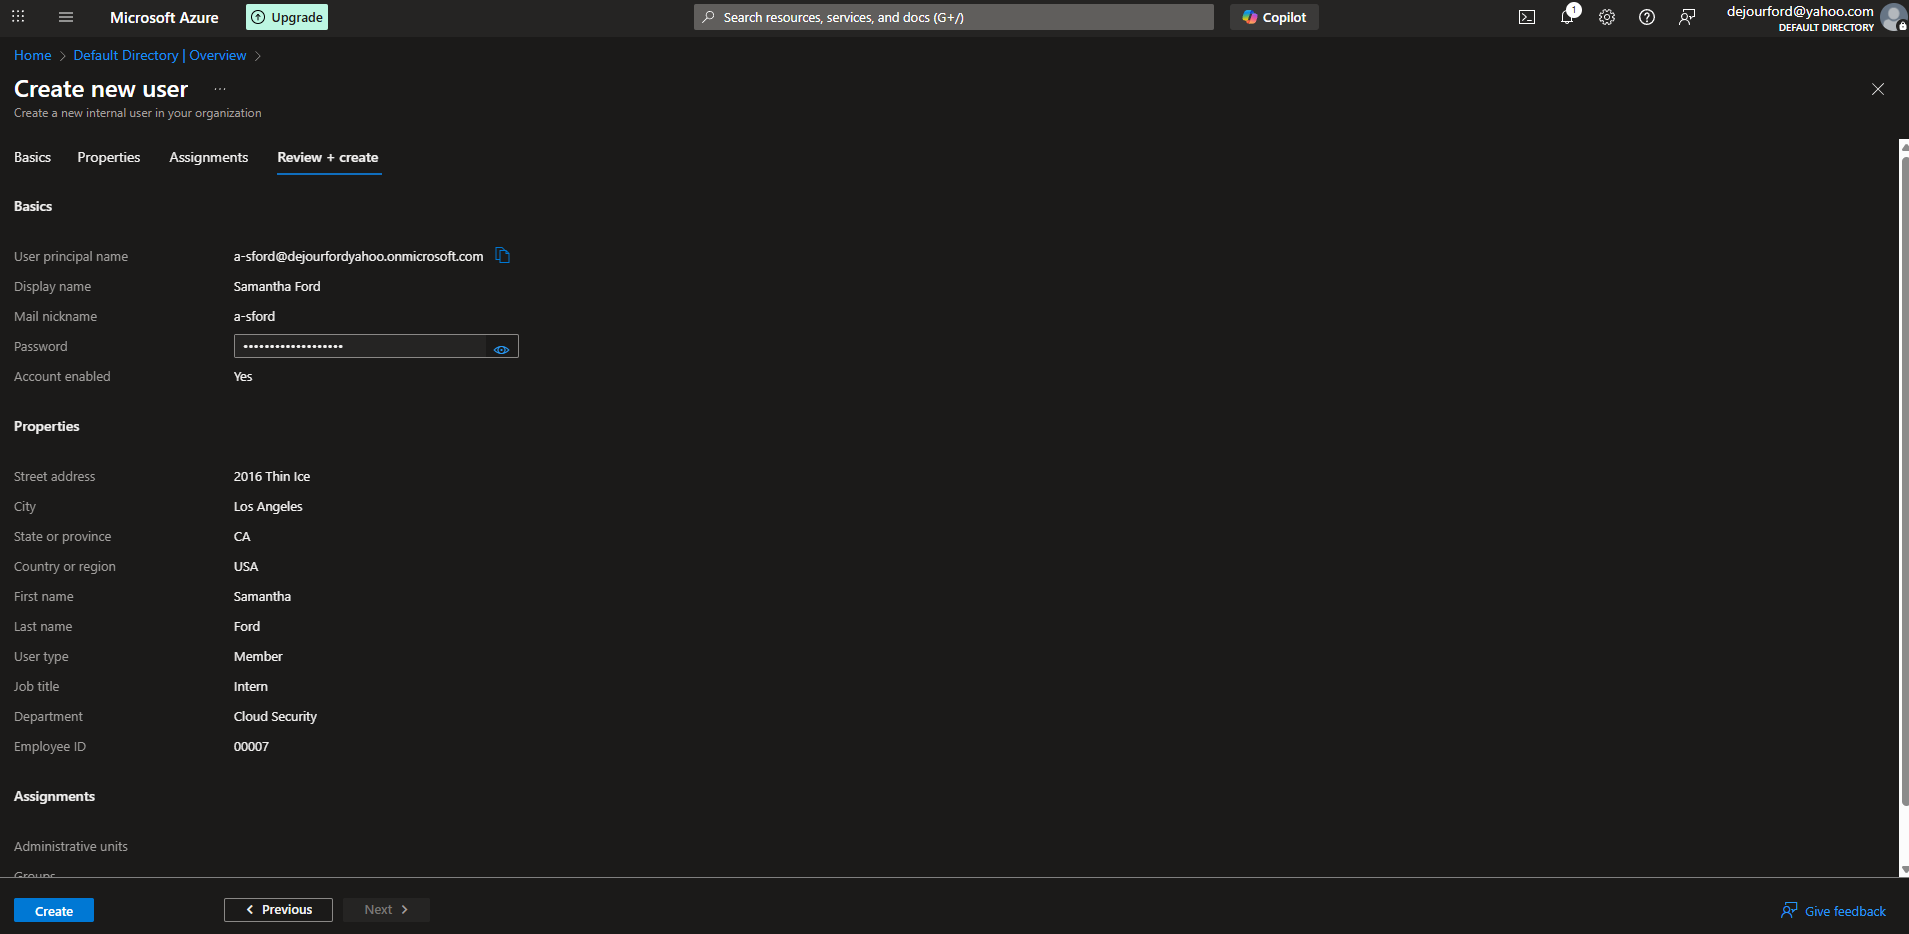 Microsoft Azure
Upgrade
Search resources, services, and docs (G+/)
Copilot
1
dejourford@yahoo.com
DEFAULT DIRECTORY
Home > Default Directory | Overview >
Create new user ...
Create a new internal user in your organization
Basics Properties Assignments Review + create
Basics
User principal name a-sford@dejourfordyahoo.onmicrosoft.com
Display name Samantha Ford
Mail nickname a-sford
Password •••••••••••••••••••
Account enabled Yes
Properties
Street address 2016 Thin Ice
City Los Angeles
State or province CA
Country or region USA
First name Samantha
Last name Ford
User type Member
Job title Intern
Department Cloud Security
Employee ID 00007
Assignments
Administrative units
Groups
Create < Previous Next > Give feedback